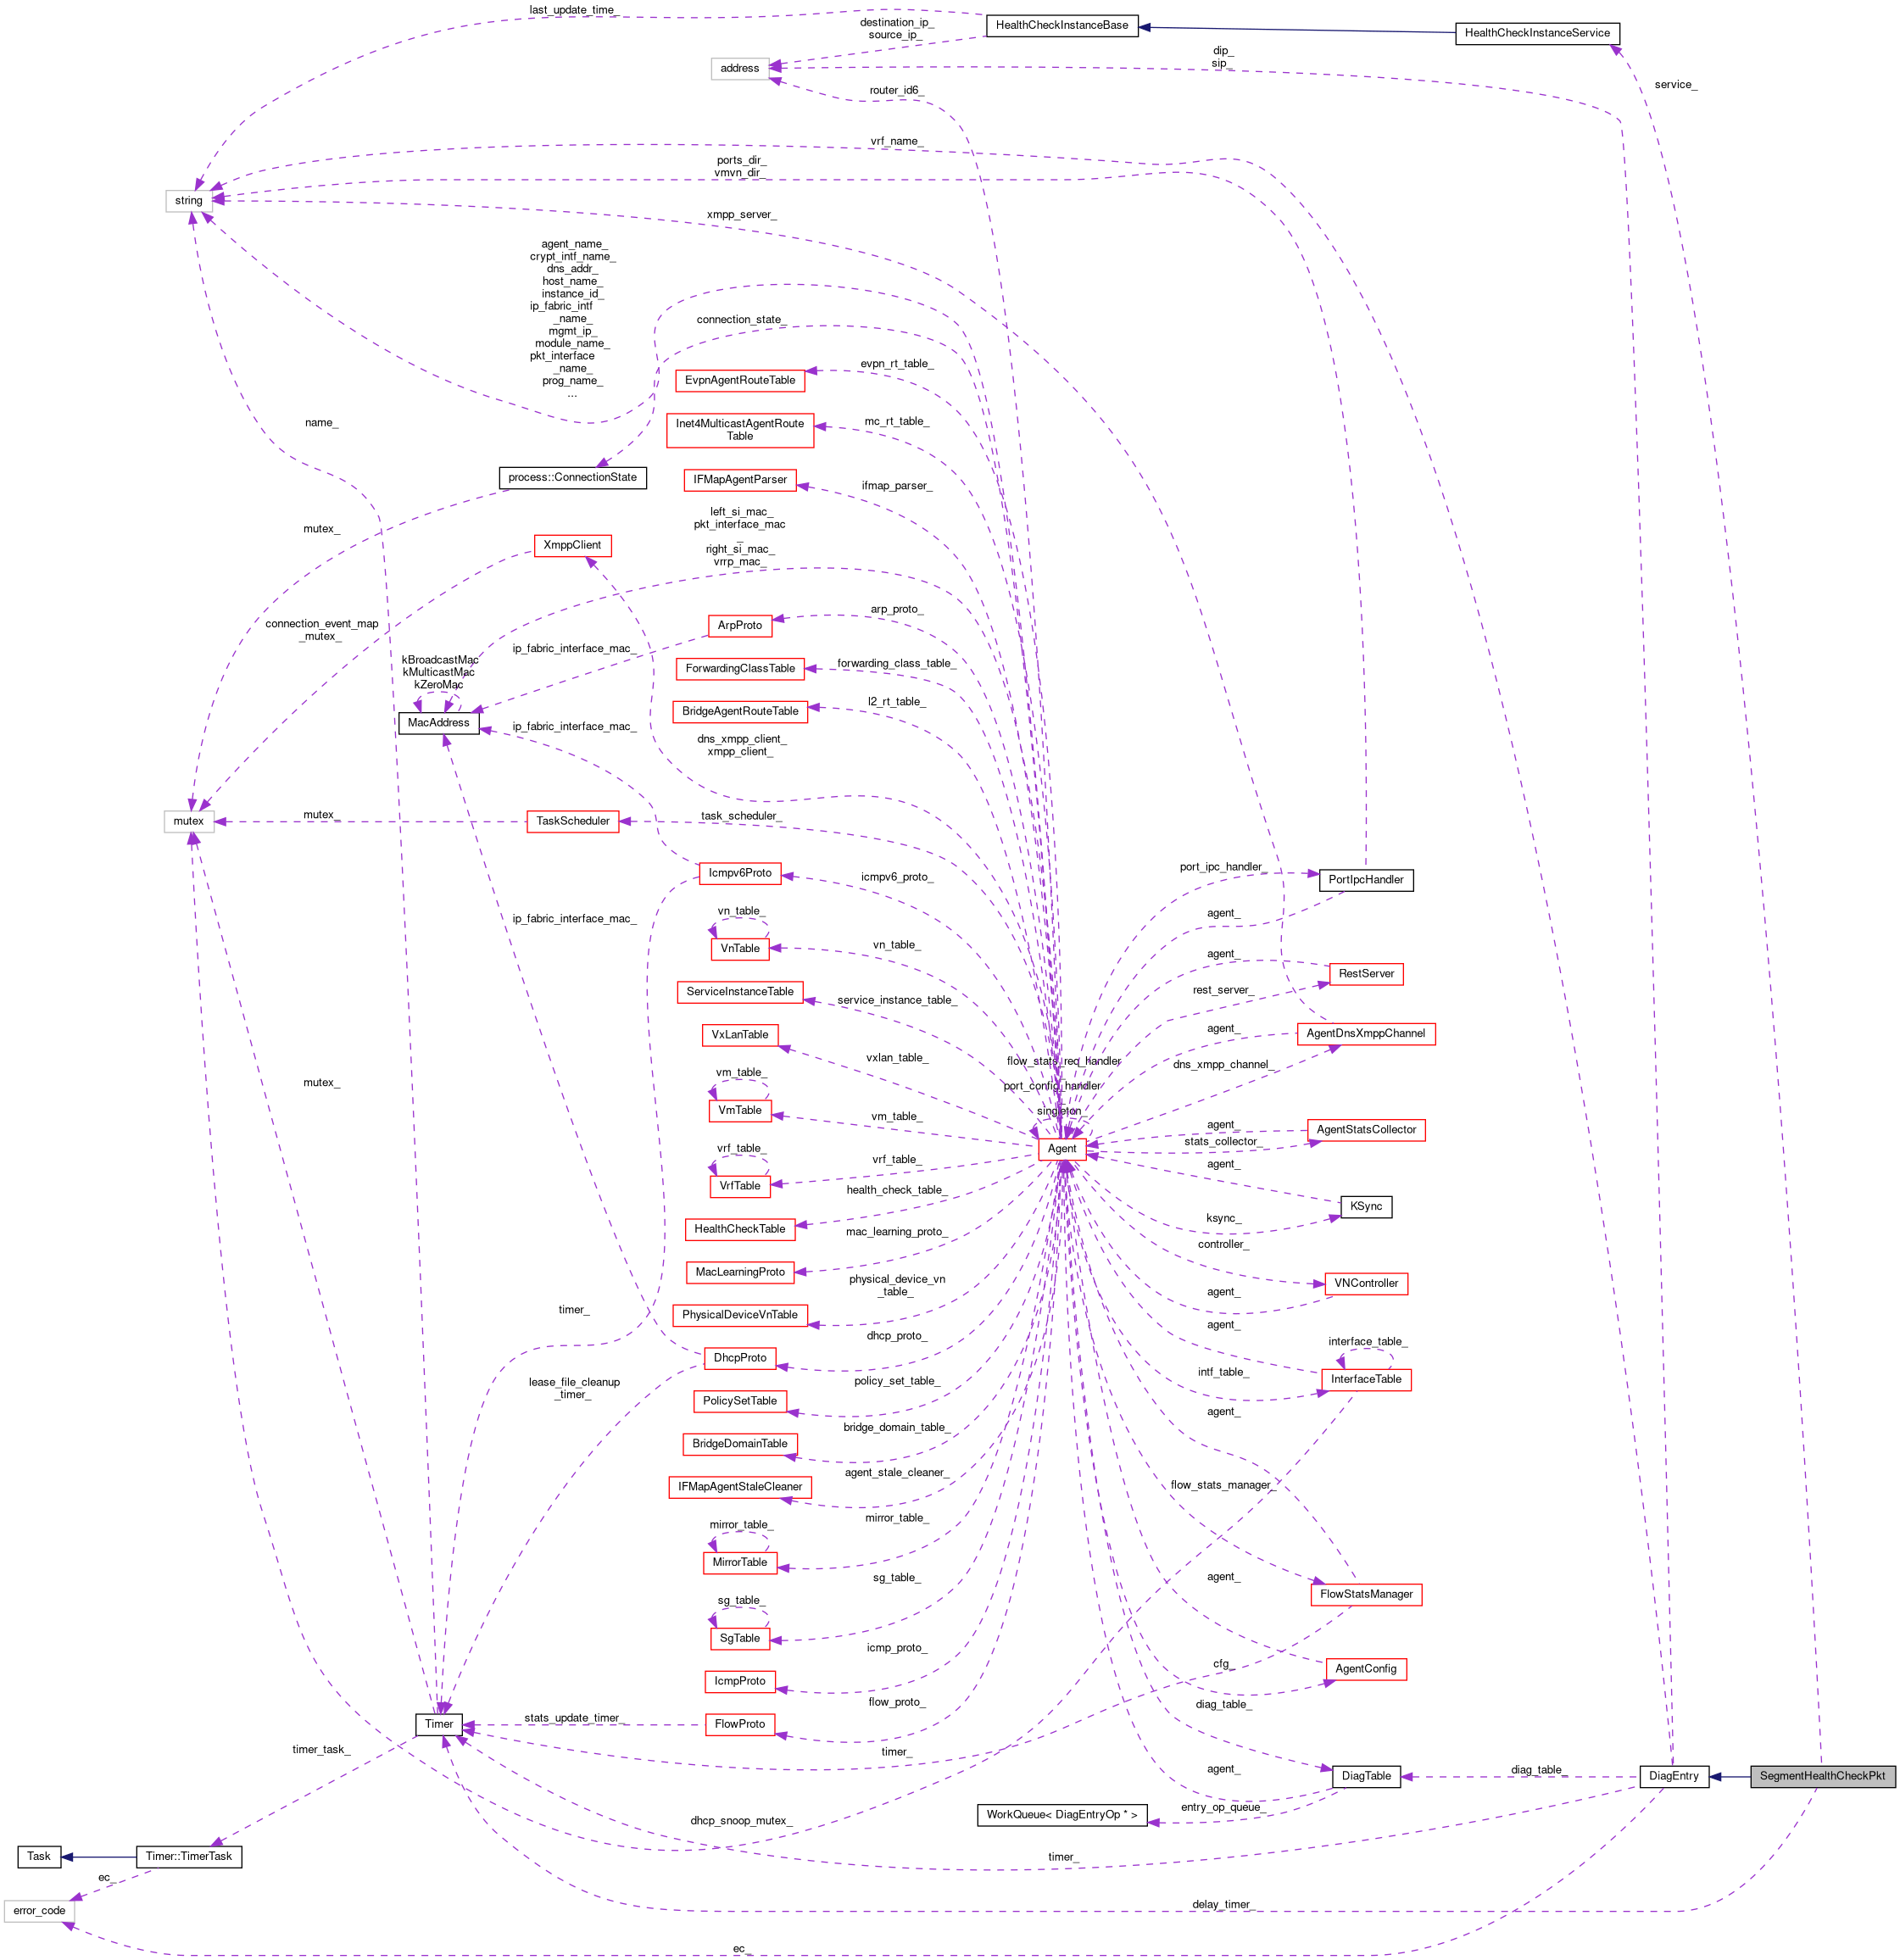 last_update_time_
HealthCheckInstanceBase
destination_ip_
source_ip_
HealthCheckInstanceService
dip_
sip_
address
service_
router_id6_
vrf_name_
ports_dir_
vmvn_dir_
string
xmpp_server_
agent_name_
crypt_intf_name_
dns_addr_
host_name_
instance_id_
ip_fabric_intf
_name_
mgmt_ip_
module_name_
pkt_interface
_name_
prog_name_
...
connection_state_
evpn_rt_table_
EvpnAgentRouteTable
name_
mc_rt_table_
Inet4MulticastAgentRoute
Table
process::ConnectionState
IFMapAgentParser
ifmap_parser_
left_si_mac_
pkt_interface_mac
_
right_si_mac_
vrrp_mac_
mutex_
XmppClient
connection_event_map
_mutex_
arp_proto_
ArpProto
ip_fabric_interface_mac_
kBroadcastMac
kMulticastMac
kZeroMac
forwarding_class_table_
ForwardingClassTable
l2_rt_table_
BridgeAgentRouteTable
MacAddress
ip_fabric_interface_mac_
dns_xmpp_client_
xmpp_client_
mutex
mutex_
TaskScheduler
task_scheduler_
Icmpv6Proto
icmpv6_proto_
port_ipc_handler_
PortIpcHandler
ip_fabric_interface_mac_
vn_table_
VnTable
vn_table_
agent_
agent_
RestServer
ServiceInstanceTable
service_instance_table_
rest_server_
VxLanTable
vxlan_table_
agent_
AgentDnsXmppChannel
flow_stats_req_handler
_
port_config_handler
_
singleton_
dns_xmpp_channel_
mutex_
vm_table_
VmTable
vm_table_
agent_
AgentStatsCollector
stats_collector_
Agent
vrf_table_
VrfTable
vrf_table_
agent_
health_check_table_
HealthCheckTable
ksync_
KSync
mac_learning_proto_
MacLearningProto
controller_
VNController
physical_device_vn
_table_
PhysicalDeviceVnTable
agent_
timer_
dhcp_proto_
DhcpProto
agent_
interface_table_
InterfaceTable
lease_file_cleanup
_timer_
policy_set_table_
PolicySetTable
intf_table_
bridge_domain_table_
BridgeDomainTable
agent_
agent_stale_cleaner_
IFMapAgentStaleCleaner
flow_stats_manager_
mirror_table_
MirrorTable
mirror_table_
sg_table_
SgTable
sg_table_
agent_
FlowStatsManager
icmp_proto_
IcmpProto
cfg_
AgentConfig
flow_proto_
FlowProto
stats_update_timer_
Timer
diag_table_
timer_task_
timer_
agent_
DiagTable
diag_table_
DiagEntry
SegmentHealthCheckPkt
entry_op_queue_
WorkQueue< DiagEntryOp * >
dhcp_snoop_mutex_
timer_
Task
Timer::TimerTask
ec_
error_code
delay_timer_
ec_